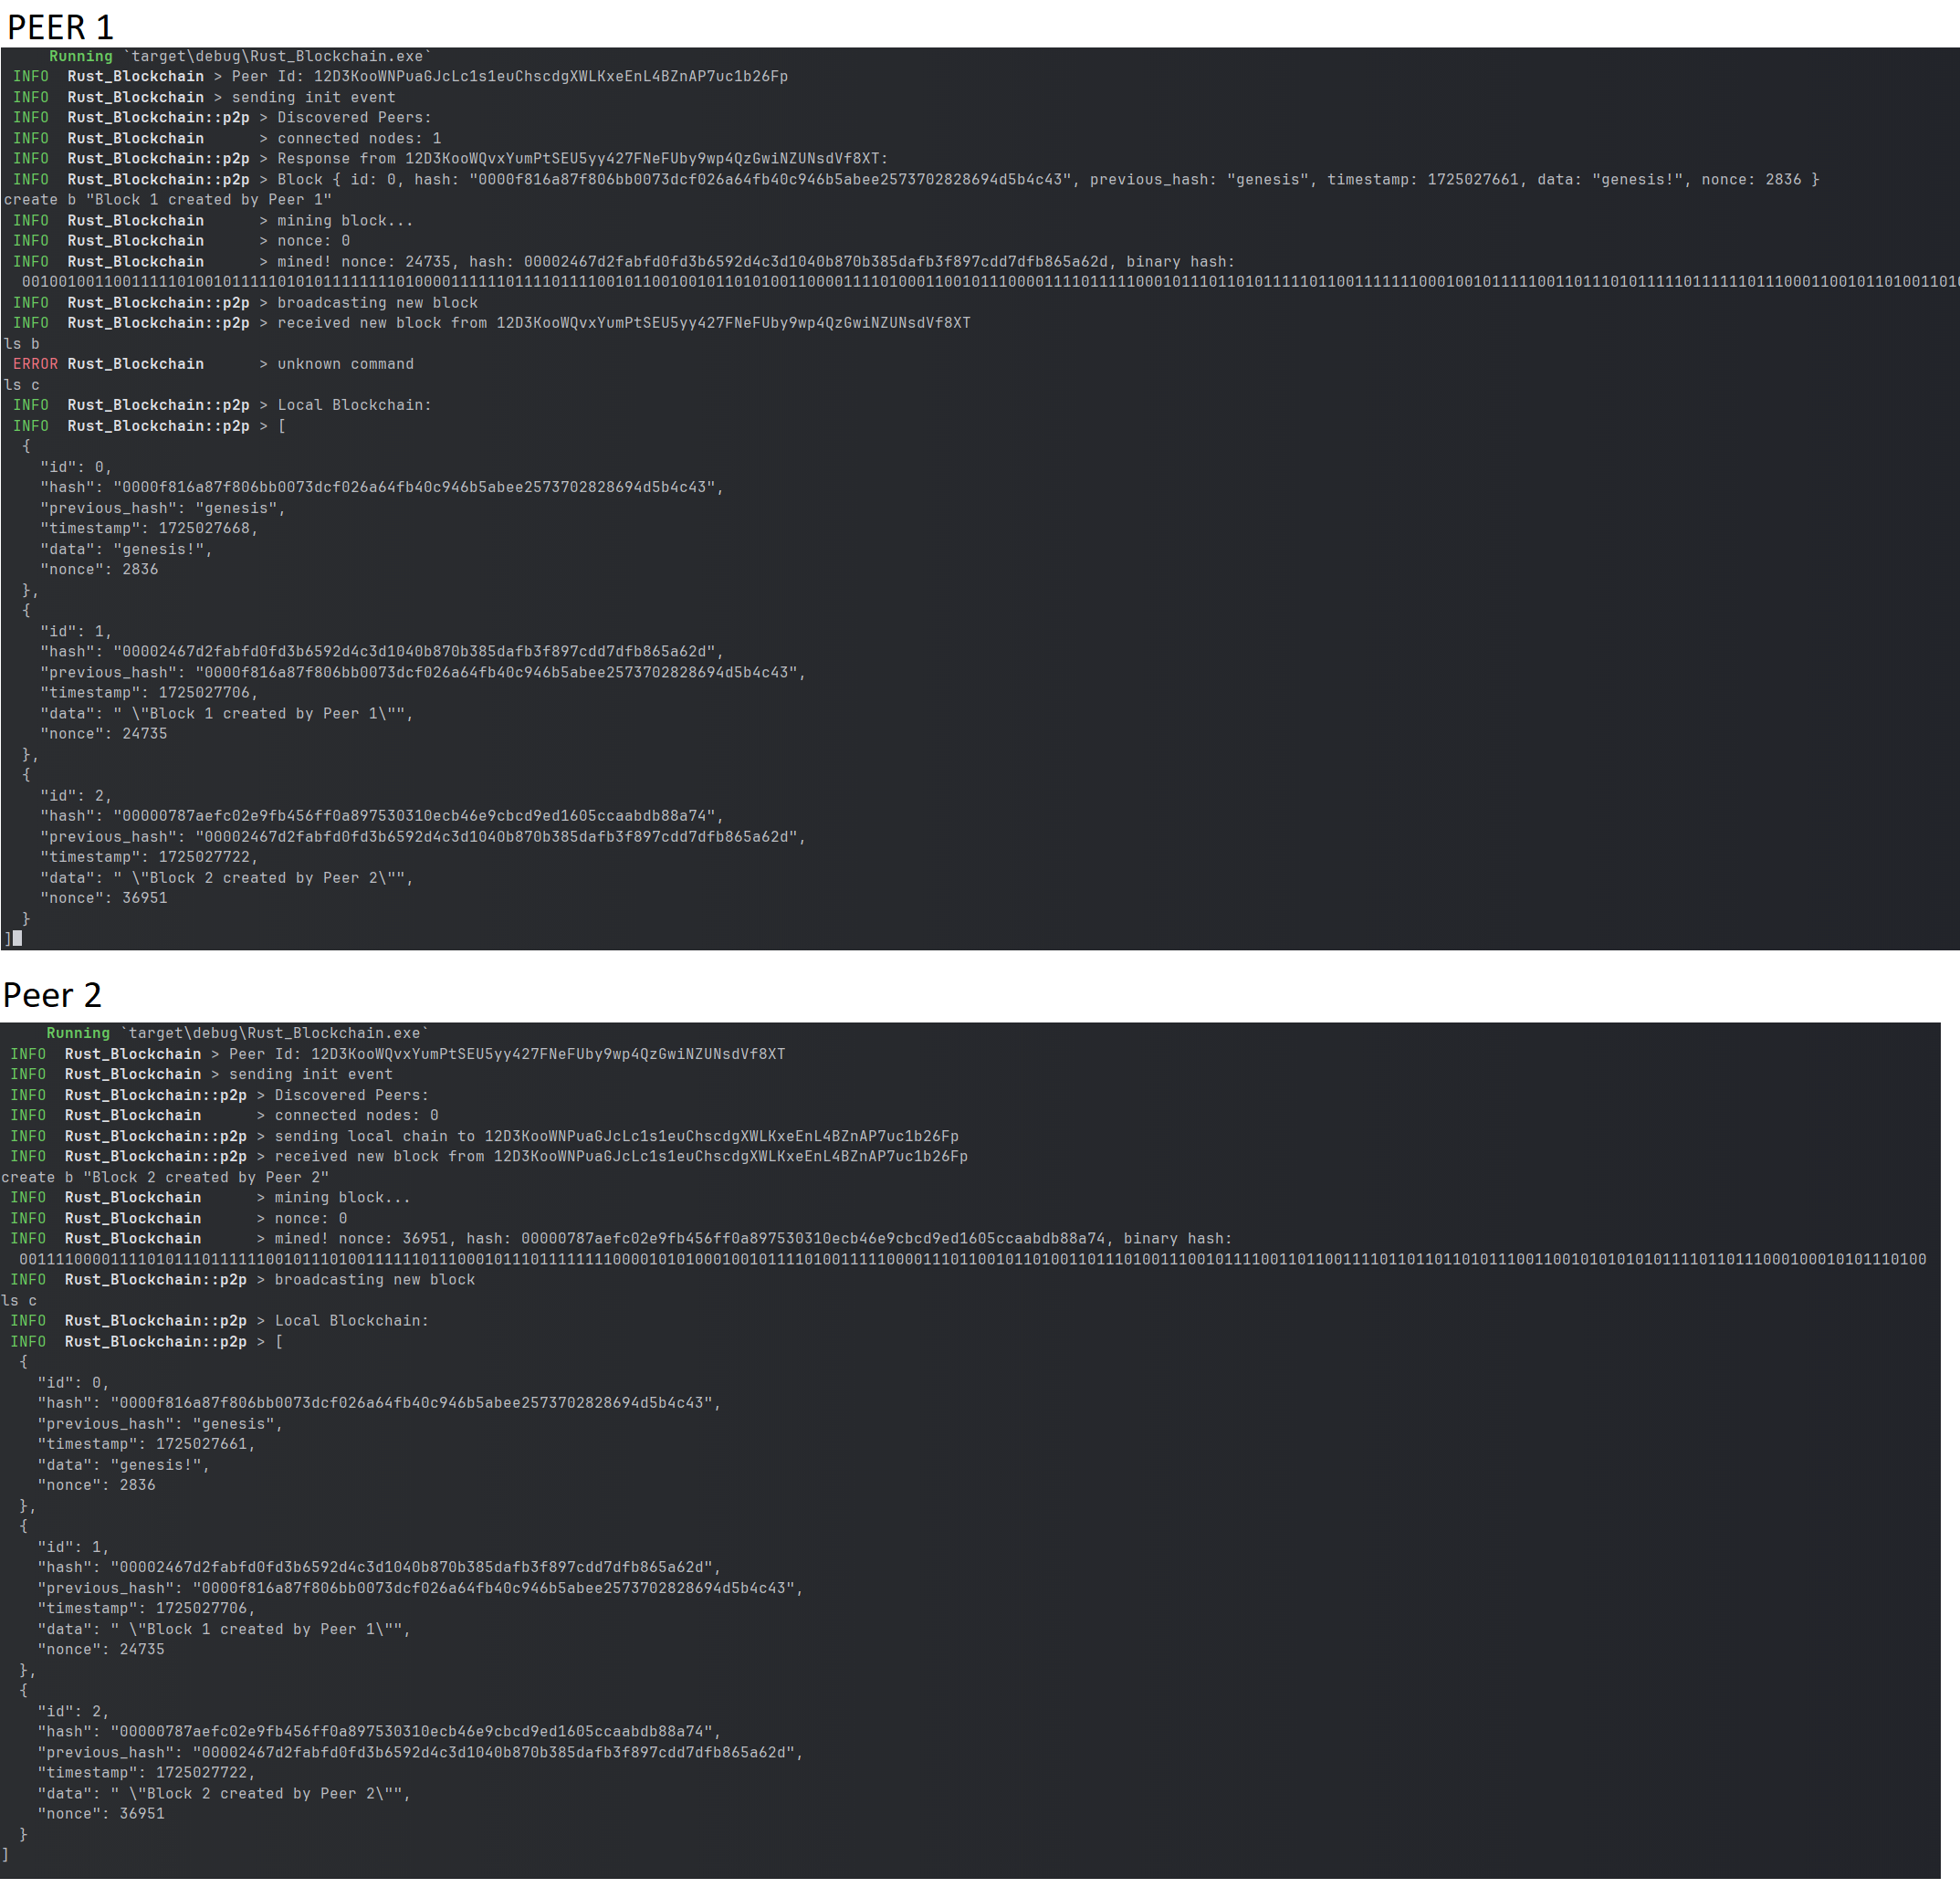 PEER 1
Running `target\debug\Rust_Blockchain.exe`
INFO  Rust_Blockchain > Peer Id: 12D3KooWNPuaGJcLc1s1euChscdgXWLKxeEnL4BZnAP7uc1b26Fp
INFO  Rust_Blockchain > sending init event
INFO  Rust_Blockchain::p2p > Discovered Peers:
INFO  Rust_Blockchain      > connected nodes: 1
INFO  Rust_Blockchain::p2p > Response from 12D3KooWQvxYumPtSEU5yy427FNeFUby9wp4QzGwiNZUNsdVf8XT:
INFO  Rust_Blockchain::p2p > Block { id: 0, hash: "0000f816a87f806bb0073dcf026a64fb40c946b5abee2573702828694d5b4c43", previous_hash: "genesis", timestamp: 1725027661, data: "genesis!", nonce: 2836 }
create b "Block 1 created by Peer 1"
INFO  Rust_Blockchain      > mining block...
INFO  Rust_Blockchain      > nonce: 0
INFO  Rust_Blockchain      > mined! nonce: 24735, hash: 00002467d2fabfd0fd3b6592d4c3d1040b870b385dafb3f897cdd7dfb865a62d, binary hash:
INFO  Rust_Blockchain::p2p > broadcasting new block
INFO  Rust_Blockchain::p2p > received new block from 12D3KooWQvxYumPtSEU5yy427FNeFUby9wp4QzGwiNZUNsdVf8XT
ls b
ERROR Rust_Blockchain      > unknown command
ls c
INFO  Rust_Blockchain::p2p > Local Blockchain:
INFO  Rust_Blockchain::p2p > [
{
"id": 0,
"hash": "0000f816a87f806bb0073dcf026a64fb40c946b5abee2573702828694d5b4c43",
"previous_hash": "genesis",
"timestamp": 1725027668,
"data": "genesis!",
"nonce": 2836
},
{
"id": 1,
"hash": "00002467d2fabfd0fd3b6592d4c3d1040b870b385dafb3f897cdd7dfb865a62d",
"previous_hash": "0000f816a87f806bb0073dcf026a64fb40c946b5abee2573702828694d5b4c43",
"timestamp": 1725027706,
"data": " \"Block 1 created by Peer 1\"",
"nonce": 24735
},
{
"id": 2,
"hash": "00000787aefc02e9fb456ff0a897530310ecb46e9cbcd9ed1605ccaabdb88a74",
"previous_hash": "00002467d2fabfd0fd3b6592d4c3d1040b870b385dafb3f897cdd7dfb865a62d",
"timestamp": 1725027722,
"data": " \"Block 2 created by Peer 2\"",
"nonce": 36951
}
]
Peer 2
Running `target\debug\Rust_Blockchain.exe`
INFO  Rust_Blockchain > Peer Id: 12D3KooWQvxYumPtSEU5yy427FNeFUby9wp4QzGwiNZUNsdVf8XT
INFO  Rust_Blockchain > sending init event
INFO  Rust_Blockchain::p2p > Discovered Peers:
INFO  Rust_Blockchain      > connected nodes: 0
INFO  Rust_Blockchain::p2p > sending local chain to 12D3KooWNPuaGJcLc1s1euChscdgXWLKxeEnL4BZnAP7uc1b26Fp
INFO  Rust_Blockchain::p2p > received new block from 12D3KooWNPuaGJcLc1s1euChscdgXWLKxeEnL4BZnAP7uc1b26Fp
create b "Block 2 created by Peer 2"
INFO  Rust_Blockchain      > mining block...
INFO  Rust_Blockchain      > nonce: 0
INFO  Rust_Blockchain      > mined! nonce: 36951, hash: 00000787aefc02e9fb456ff0a897530310ecb46e9cbcd9ed1605ccaabdb88a74, binary hash:
INFO  Rust_Blockchain::p2p > broadcasting new block
ls c
INFO  Rust_Blockchain::p2p > Local Blockchain:
INFO  Rust_Blockchain::p2p > [
{
"id": 0,
"hash": "0000f816a87f806bb0073dcf026a64fb40c946b5abee2573702828694d5b4c43",
"previous_hash": "genesis",
"timestamp": 1725027661,
"data": "genesis!",
"nonce": 2836
},
{
"id": 1,
"hash": "00002467d2fabfd0fd3b6592d4c3d1040b870b385dafb3f897cdd7dfb865a62d",
"previous_hash": "0000f816a87f806bb0073dcf026a64fb40c946b5abee2573702828694d5b4c43",
"timestamp": 1725027706,
"data": " \"Block 1 created by Peer 1\"",
"nonce": 24735
},
{
"id": 2,
"hash": "00000787aefc02e9fb456ff0a897530310ecb46e9cbcd9ed1605ccaabdb88a74",
"previous_hash": "00002467d2fabfd0fd3b6592d4c3d1040b870b385dafb3f897cdd7dfb865a62d",
"timestamp": 1725027722,
"data": " \"Block 2 created by Peer 2\"",
"nonce": 36951
}
]